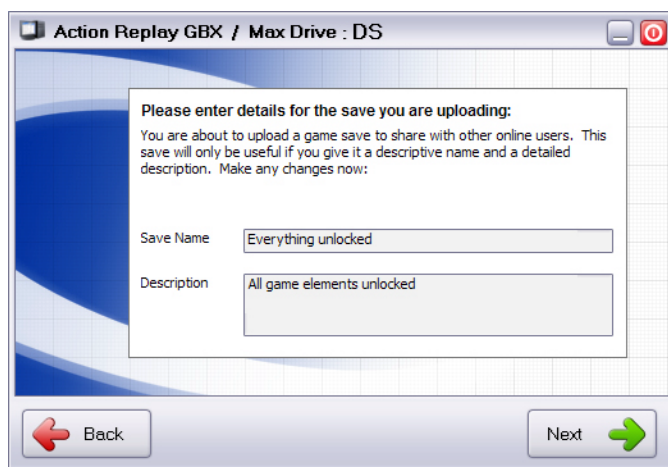 Action Replay GBX / Max Drive : DS
Please enter details for the save you are uploading:
You are about to upload a game save to share with other online users. This
save will only be useful if you give it a descriptive name and a detailed
description. Make any changes now:
Save Name
Everything unlocked
Description
All game elements unlocked
Back
Next